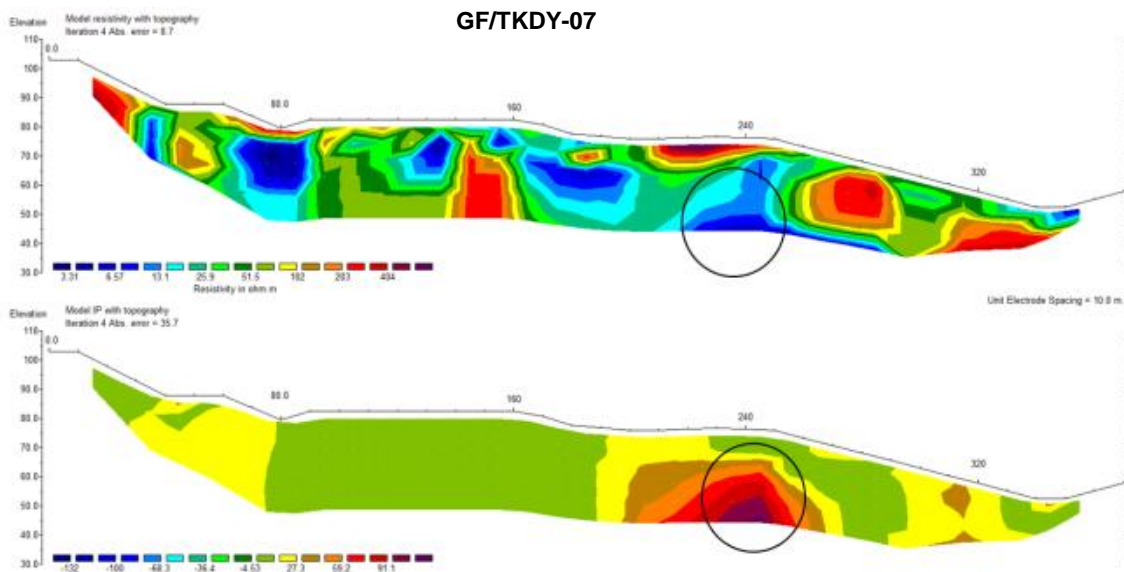 GF/TKDY-07
Elevation
Model resistivity with topography
Iteration 4 Abs. error = 8.7
110
0.0
100
90.0
80.0
70.0
60.0
50.0
40.0
30.0
80.0
160
240
320
2.31 6.57 13.1 25.9 51.5 102 203 404
Resistivity in ohm m
Unit Electrode Spacing = 10.0 m.
Elevation
Model IP with topography
Iteration 4 Abs. error = 35.7
110
0.0
100
90.0
80.0
70.0
60.0
50.0
40.0
30.0
80.0
160
240
320
-132 -100 -68.3 -36.4 -4.53 27.3 59.2 91.1